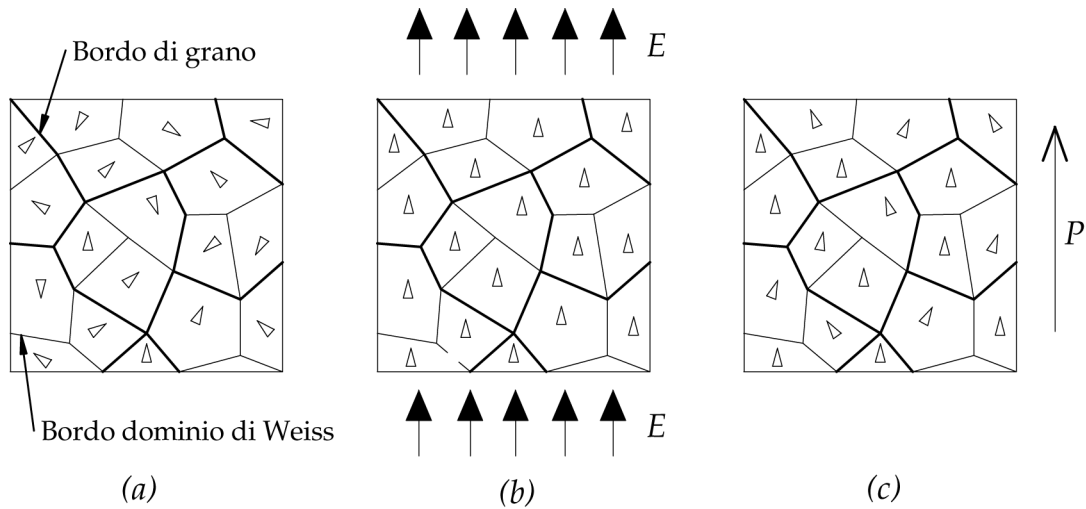 Bordo di grano
E
P
E
Bordo dominio di Weiss
(a)
(b)
(c)